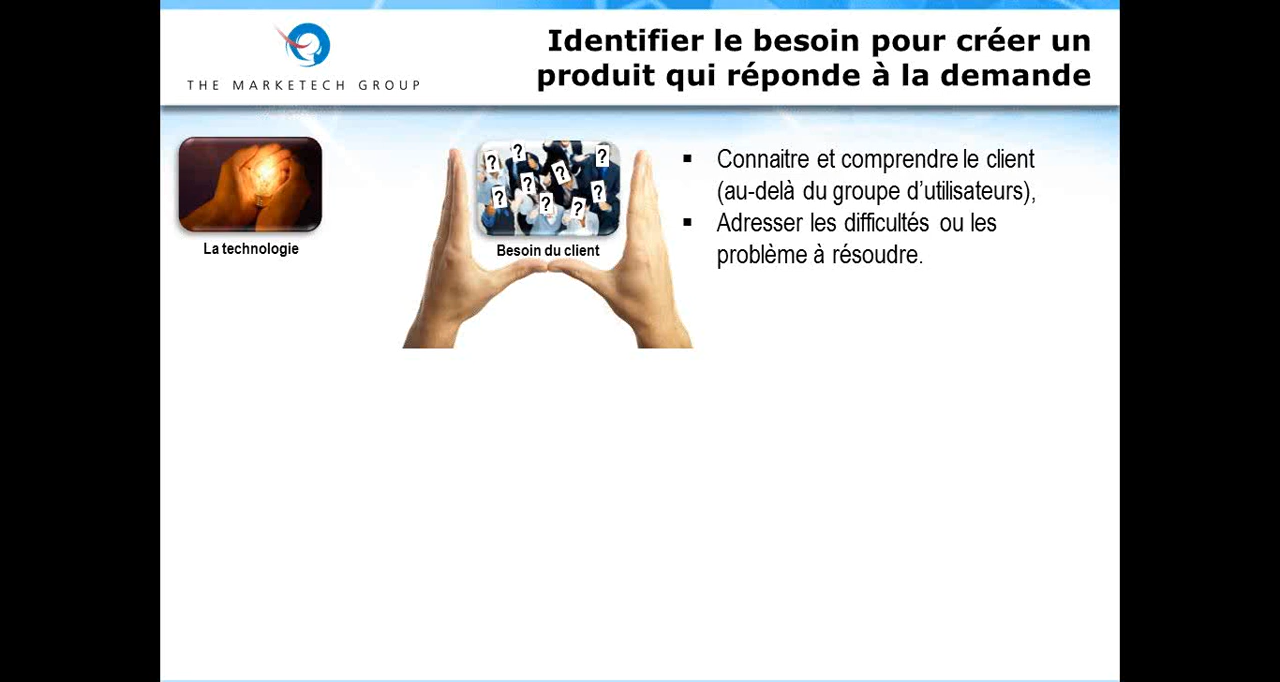 THE MARKETECH GROUP
Identifier le besoin pour créer un
produit qui réponde à la demande
La technologie
? ? ? ? ? ? ? ? ?
Besoin du client
▪ Connaitre et comprendre le client
(au-delà du groupe d’utilisateurs),
▪ Adresser les difficultés ou les
problème à résoudre.